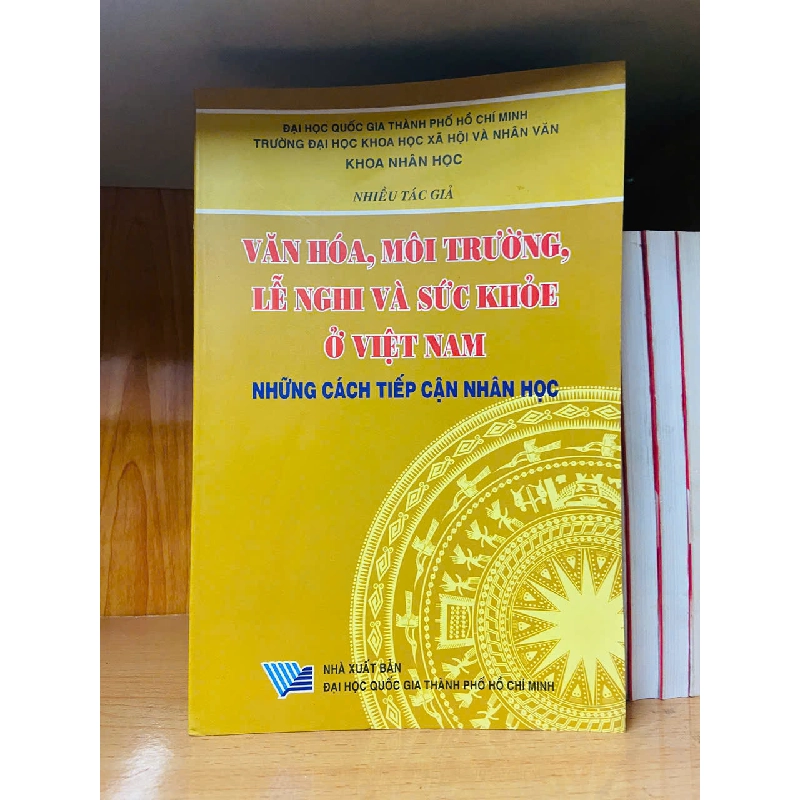 ĐẠI HỌC QUỐC GIA THÀNH PHỐ HỒ CHÍ MINH
TRƯỜNG ĐẠI HỌC KHOA HỌC XÃ HỘI VÀ NHÂN VĂN
KHOA NHÂN HỌC
NHIỀU TÁC GIẢ
VĂN HÓA, MÔI TRƯỜNG,
LỄ NGHI VÀ SỨC KHỎE
Ở VIỆT NAM
NHỮNG CÁCH TIẾP CẬN NHÂN HỌC
NHÀ XUẤT BẢN
ĐẠI HỌC QUỐC GIA THÀNH PHỐ HỒ CHÍ MINH